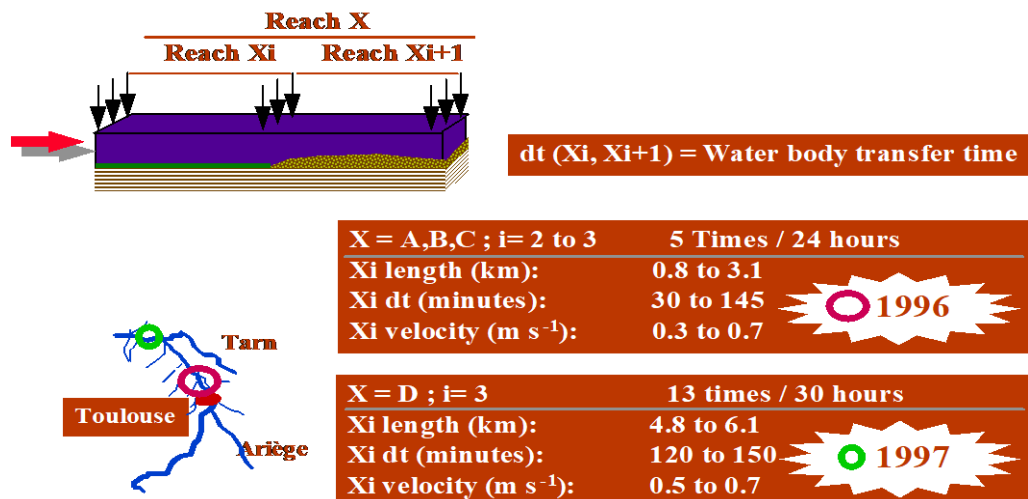 Reach X
Reach Xi Reach Xi+1
dt (Xi, Xi+1) = Water body transfer time
X = A,B,C ; i= 2 to 3 5 Times / 24 hours
Xi length (km): 0.8 to 3.1
Xi dt (minutes): 30 to 145
Xi velocity (m s⁻¹): 0.3 to 0.7
1996
Tarn
Toulouse
Ariège
X = D ; i= 3 13 times / 30 hours
Xi length (km): 4.8 to 6.1
Xi dt (minutes): 120 to 150
Xi velocity (m s⁻¹): 0.5 to 0.7
1997